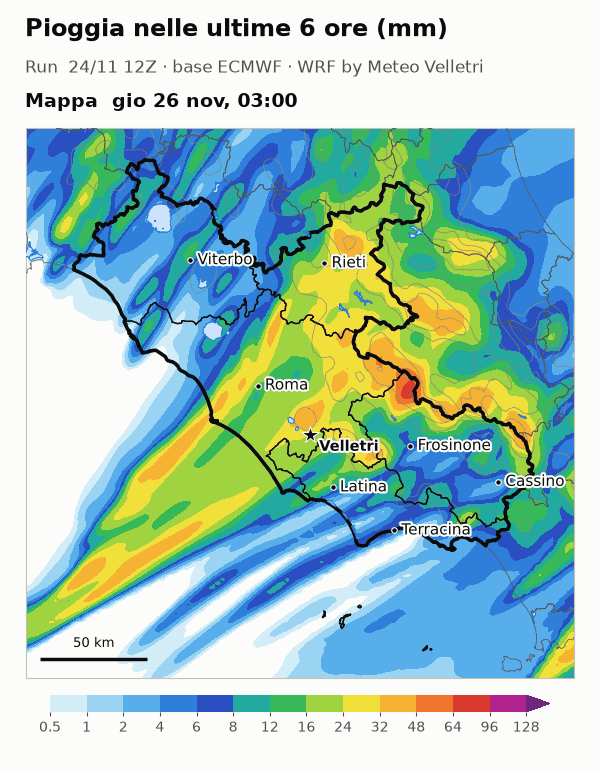 Pioggia nelle ultime 6 ore (mm)
Run  24/11 12Z · base ECMWF · WRF by Meteo Velletri
Mappa  gio 26 nov, 03:00
Viterbo
Rieti
Roma
Velletri
Frosinone
Latina
Cassino
Terracina
50 km
0.5 1 2 4 6 8 12 16 24 32 48 64 96 128